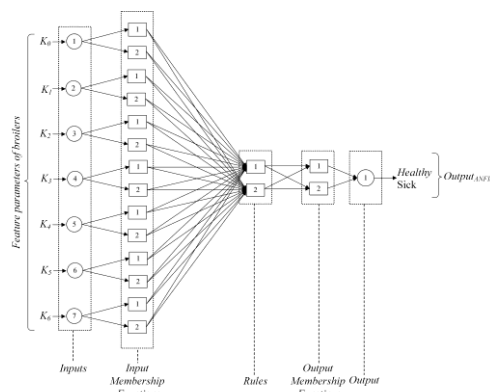 Feature parameters of broilers
K0 1 1
2
K1 2 1
2
K2 3 1
2
K3 4 1
2
K4 5 1
2
K5 6 1
2
K6 7 1
2
1 1
2 2
1
Healthy
Sick
OutputANFI
Inputs
Input
Membership
Rules
Output
Membership
Output